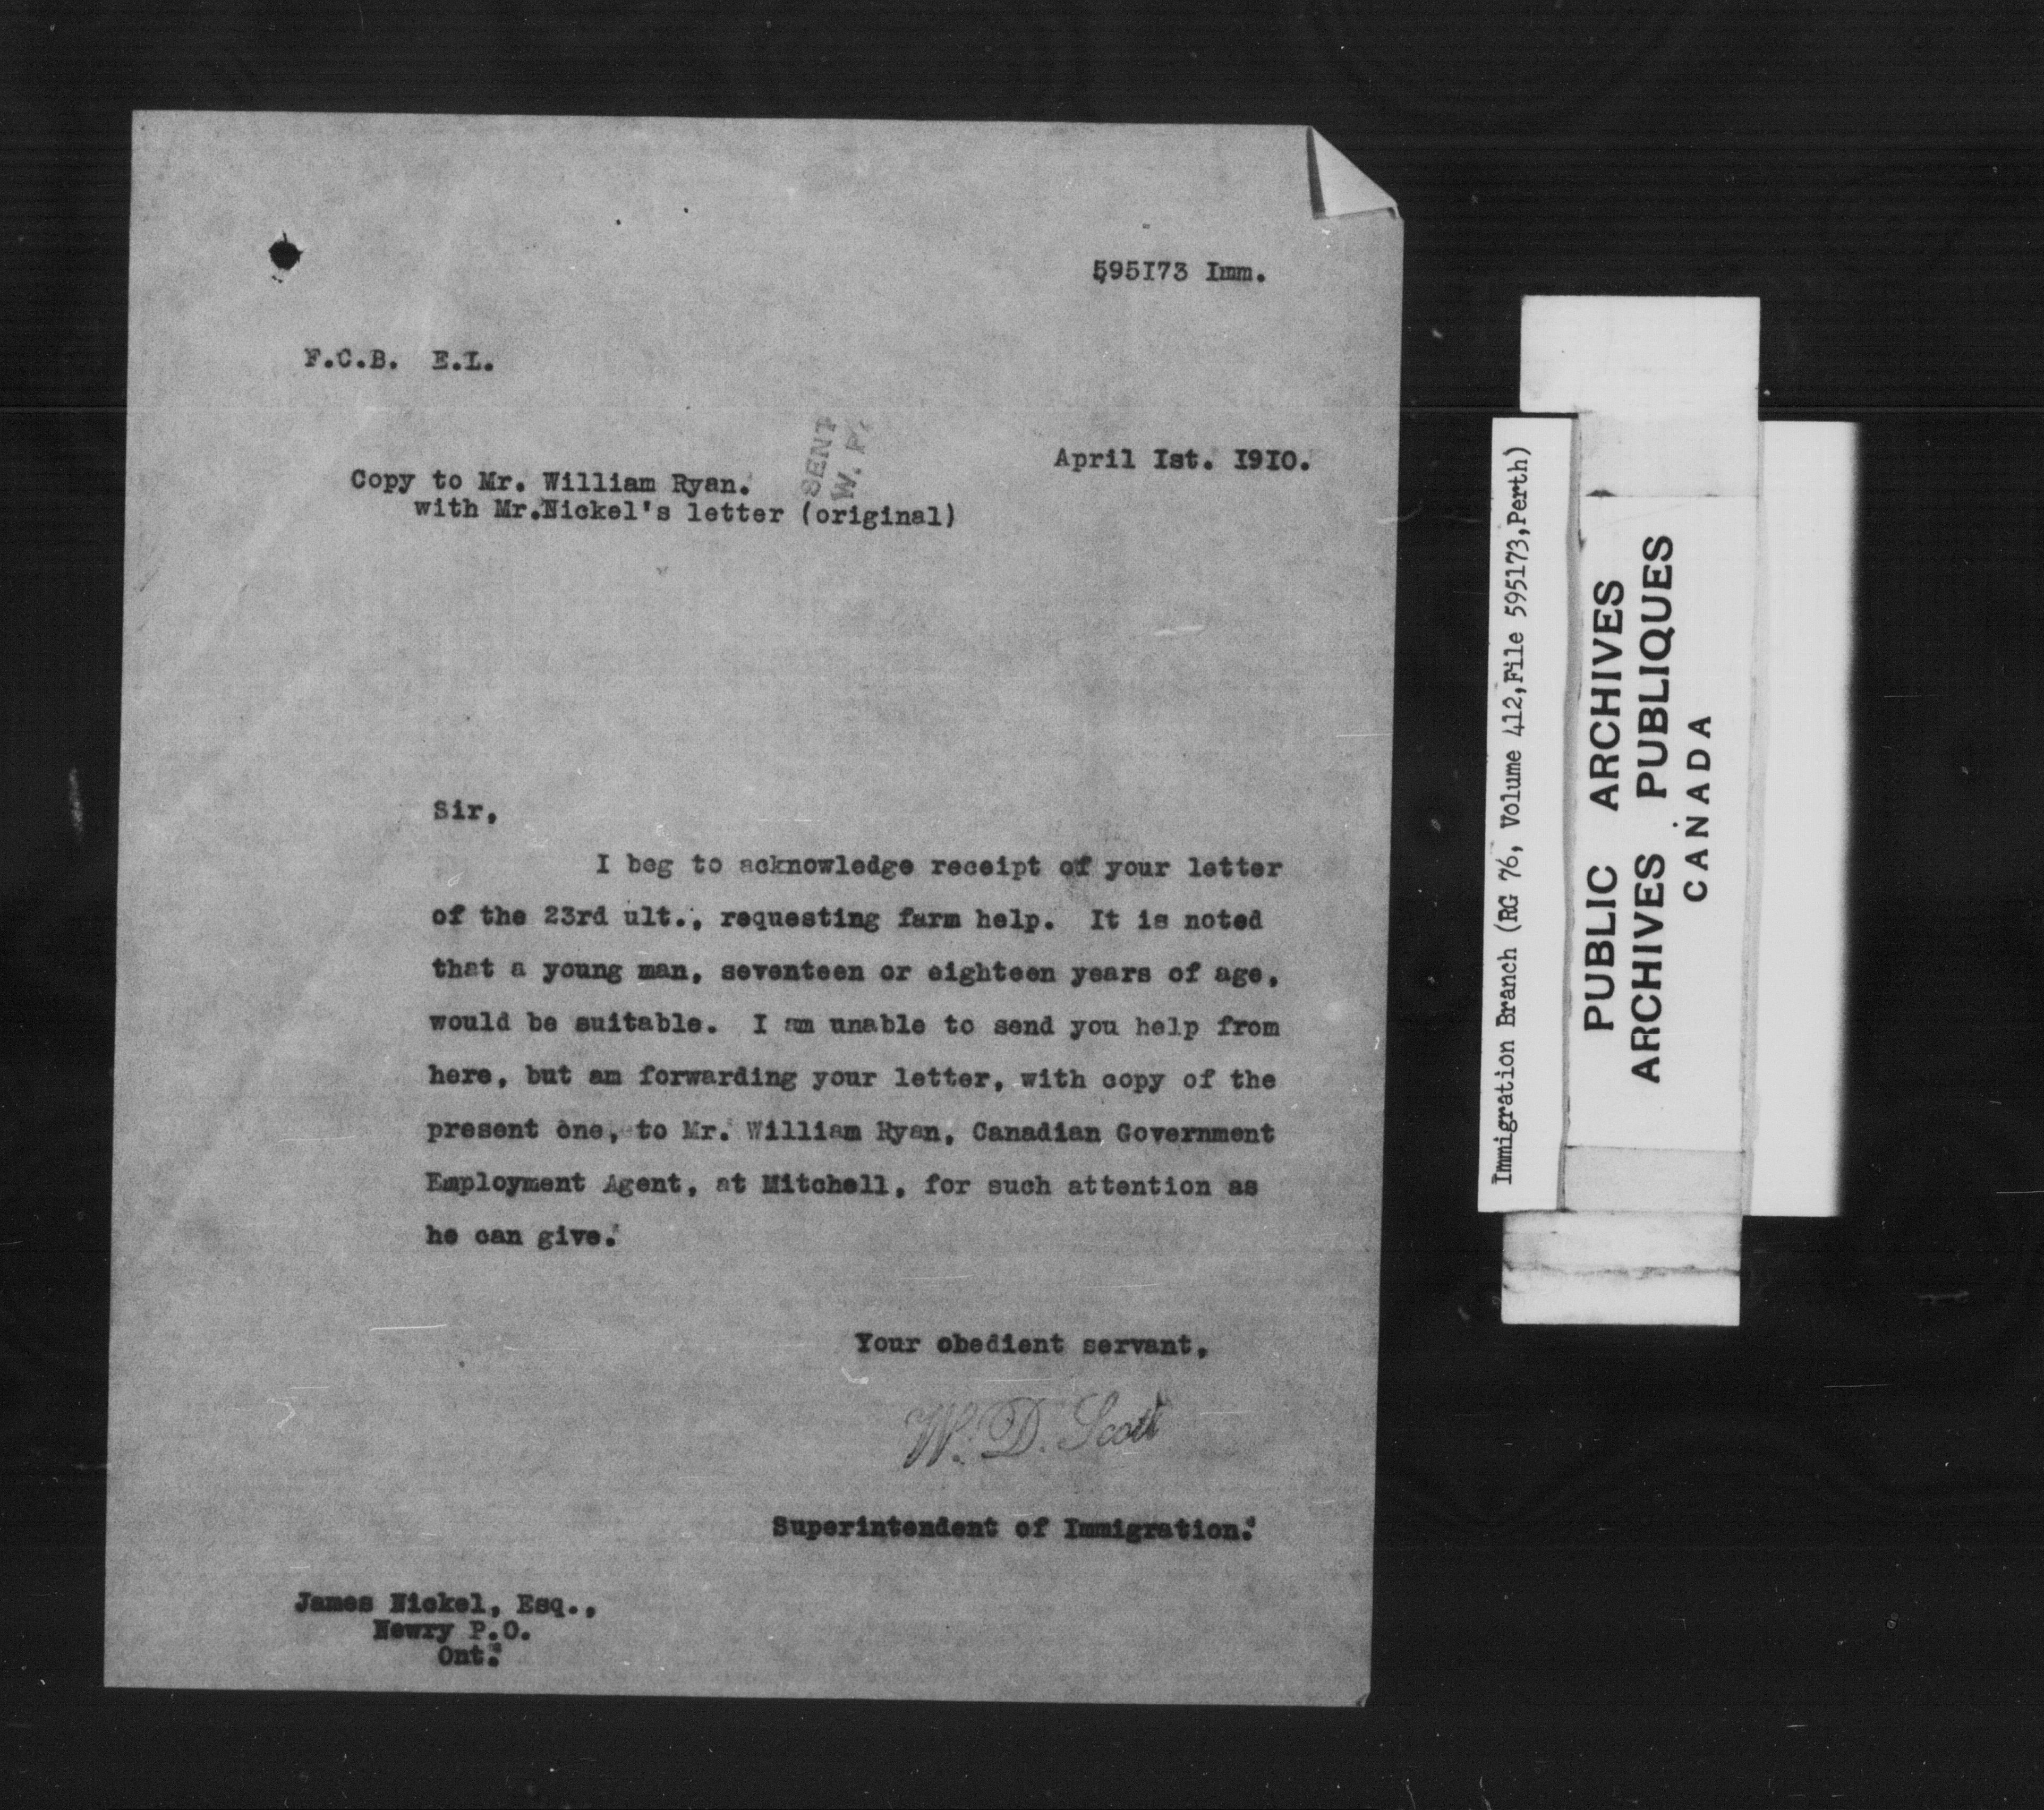 595I73 Imm.
F.C.B. E.L.
SENT
W. P.
April Ist. I9I0.
Copy to Mr. William Ryan.
with Mr.Nickel's letter (original)
Sir,
I beg to acknowledge receipt of your letter
of the 23rd ult., requesting farm help. It is noted
that a young man, seventeen or eighteen years of age,
would be suitable. I am unable to send you help from
here, but am forwarding your letter, with copy of the
present one, to Mr. William Ryan, Canadian Government
Employment Agent, at Mitchell, for such attention as
he can give.
Your obedient servant,
W. D. Scott
Superintendent of Immigration.
James Nickel, Esq.,
Newry P.O.
Ont.
Immigration Branch (RG 76, Volume 412,File 595173,Perth)
PUBLIC ARCHIVES
ARCHIVES PUBLIQUES
CANADA